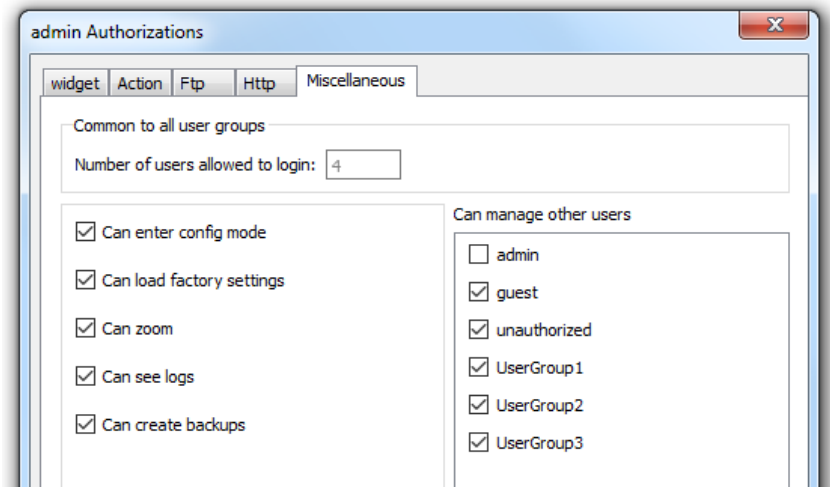 admin Authorizations
widget Action Ftp Http Miscellaneous
Common to all user groups
Number of users allowed to login: 4
Can enter config mode
Can load factory settings
Can zoom
Can see logs
Can create backups
Can manage other users
admin
guest
unauthorized
UserGroup1
UserGroup2
UserGroup3